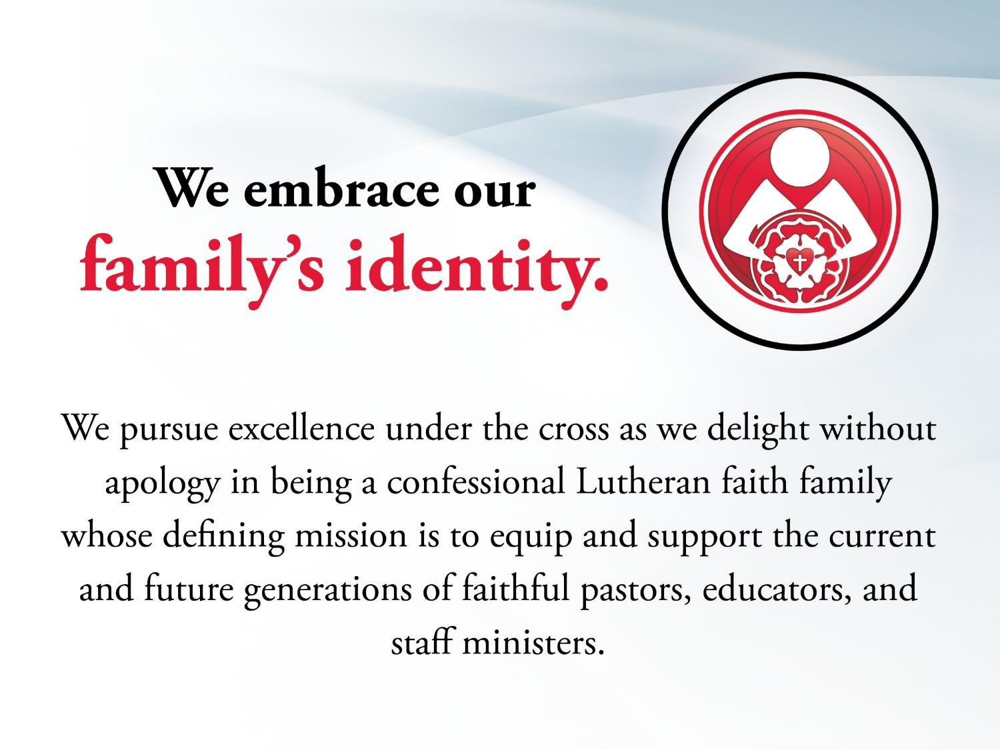 We embrace our
family’s identity.
We pursue excellence under the cross as we delight without
apology in being a confessional Lutheran faith family
whose defining mission is to equip and support the current
and future generations of faithful pastors, educators, and
staff ministers.